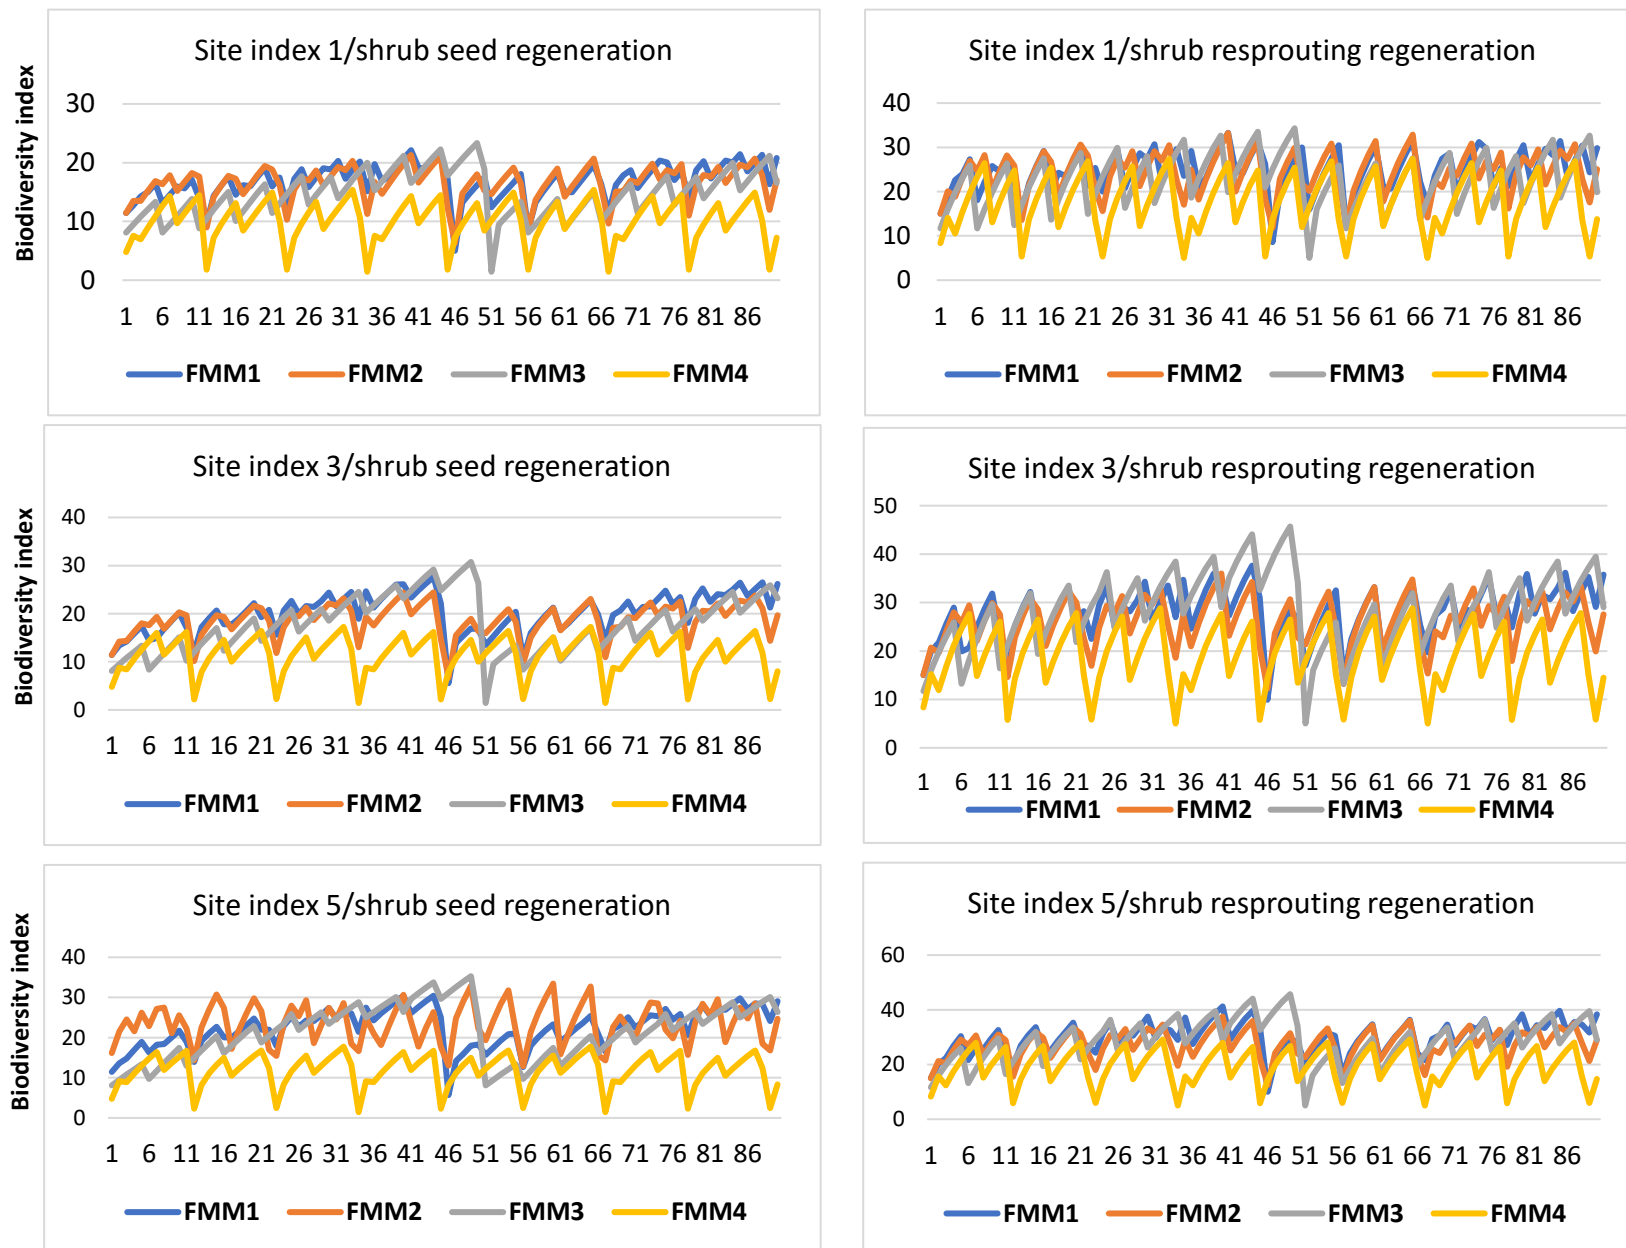 Site index 1/shrub seed regeneration
Biodiversity index
30
20
10
0
1 6 11 16 21 26 31 36 41 46 51 56 61 66 71 76 81 86
FMM1 FMM2 FMM3 FMM4
Site index 1/shrub resprouting regeneration
40
30
20
10
0
1 6 11 16 21 26 31 36 41 46 51 56 61 66 71 76 81 86
FMM1 FMM2 FMM3 FMM4
Site index 3/shrub seed regeneration
Biodiversity index
40
30
20
10
0
1 6 11 16 21 26 31 36 41 46 51 56 61 66 71 76 81 86
FMM1 FMM2 FMM3 FMM4
Site index 3/shrub resprouting regeneration
50
40
30
20
10
0
1 6 11 16 21 26 31 36 41 46 51 56 61 66 71 76 81 86
FMM1 FMM2 FMM3 FMM4
Site index 5/shrub seed regeneration
Biodiversity index
40
30
20
10
0
1 6 11 16 21 26 31 36 41 46 51 56 61 66 71 76 81 86
FMM1 FMM2 FMM3 FMM4
Site index 5/shrub resprouting regeneration
60
40
20
0
1 6 11 16 21 26 31 36 41 46 51 56 61 66 71 76 81 86
FMM1 FMM2 FMM3 FMM4